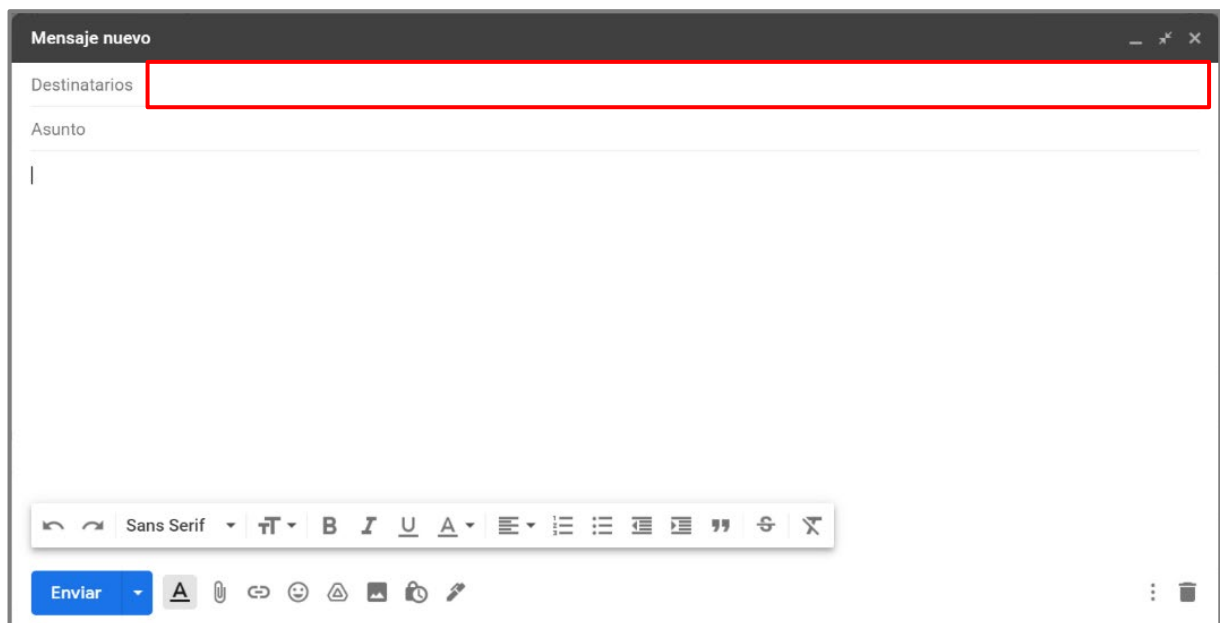 Mensaje nuevo
Destinatarios
Asunto
Sans Serif
Enviar